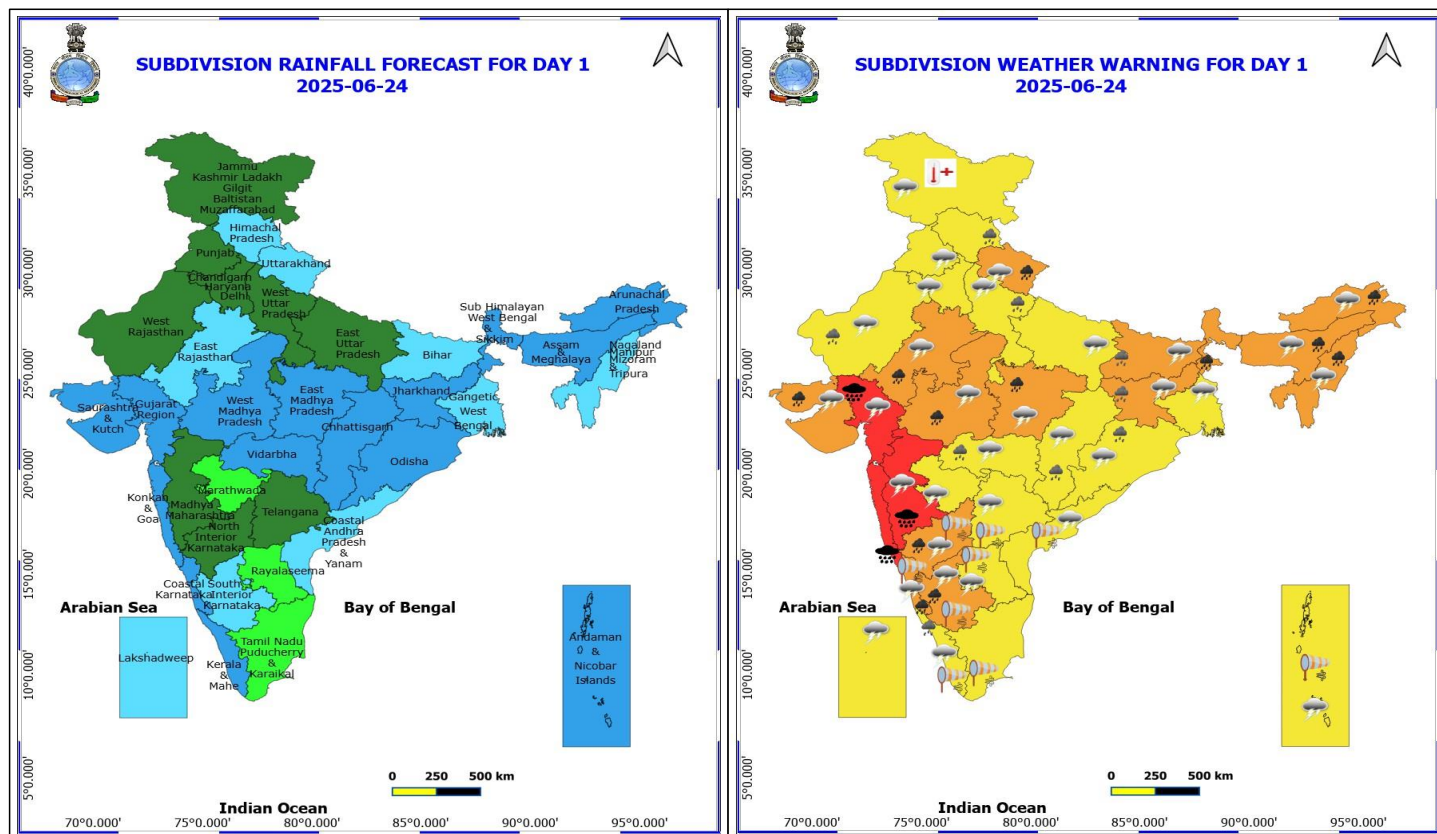 SUBDIVISION RAINFALL FORECAST FOR DAY 1
2025-06-24
40°0.000'
35°0.000'
30°0.000'
25°0.000'
20°0.000'
15°0.000'
10°0.000'
5°0.000'
Jammu
Kashmir Ladakh
Gilgit
Baltistan
Muzaffarabad
Himachal
Pradesh
Punjab
Uttarakhand
Chandigarh
Haryana
Delhi
West
Uttar
Pradesh
West
Rajasthan
East
Uttar
Pradesh
East
Rajasthan
Bihar
Sub Himalayan
West Bengal
&
Sikkim
Arunachal
Pradesh
Assam
&
Meghalaya
Nagaland
Manipur
Mizoram
&
Tripura
Saurashtra
&
Kutch
Gujarat
Region
West
Madhya
Pradesh
East
Madhya
Pradesh
Jharkhand
Gangetic
West
Bengal
Chhattisgarh
Vidarbha
Odisha
Konkan
&
Goa
Marathwada
Madhya
Maharashtra
North
Interior
Karnataka
Telangana
Coastal
Andhra
Pradesh
&
Yanam
Rayalaseema
Coastal
Karnataka
South
Interior
Karnataka
Arabian Sea
Bay of Bengal
Lakshadweep
Tamil Nadu
Puducherry
&
Karaikal
Kerala
&
Mahe
Andaman
&
Nicobar
Islands
0 250 500 km
Indian Ocean
70°0.000' 75°0.000' 80°0.000' 85°0.000' 90°0.000' 95°0.000'
SUBDIVISION WEATHER WARNING FOR DAY 1
2025-06-24
40°0.000'
35°0.000'
30°0.000'
25°0.000'
20°0.000'
15°0.000'
10°0.000'
5°0.000'
Arabian Sea
Bay of Bengal
0 250 500 km
Indian Ocean
70°0.000' 75°0.000' 80°0.000' 85°0.000' 90°0.000' 95°0.000'